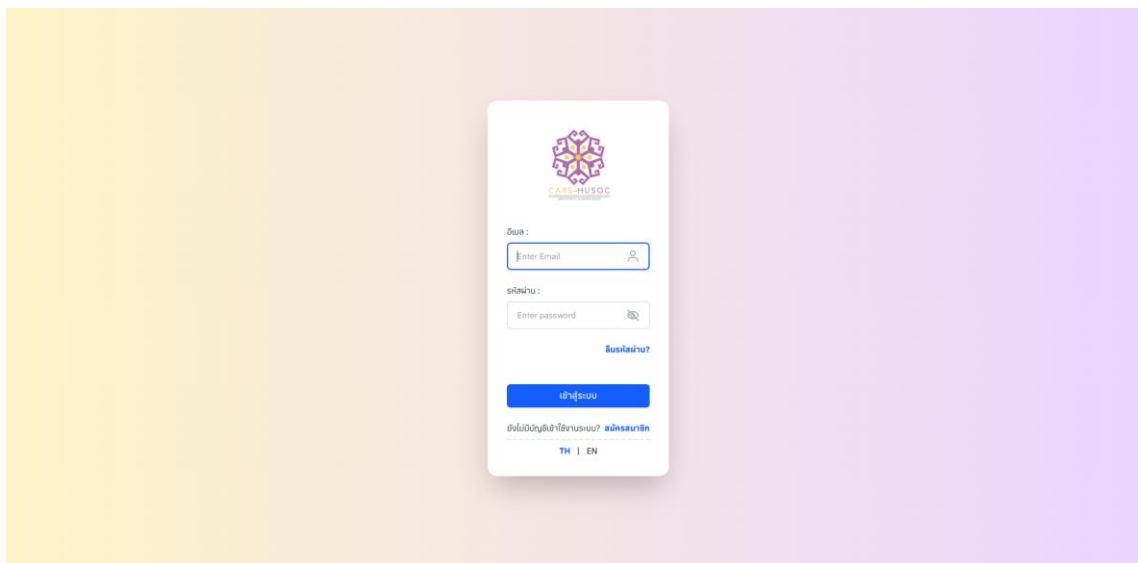 CARE-HUSOC
อีเมล :
Enter Email
รหัสผ่าน :
Enter password
ลืมรหัสผ่าน?
เข้าสู่ระบบ
ยังไม่มีบัญชีเข้าใช้งานระบบ? สมัครสมาชิก
TH | EN